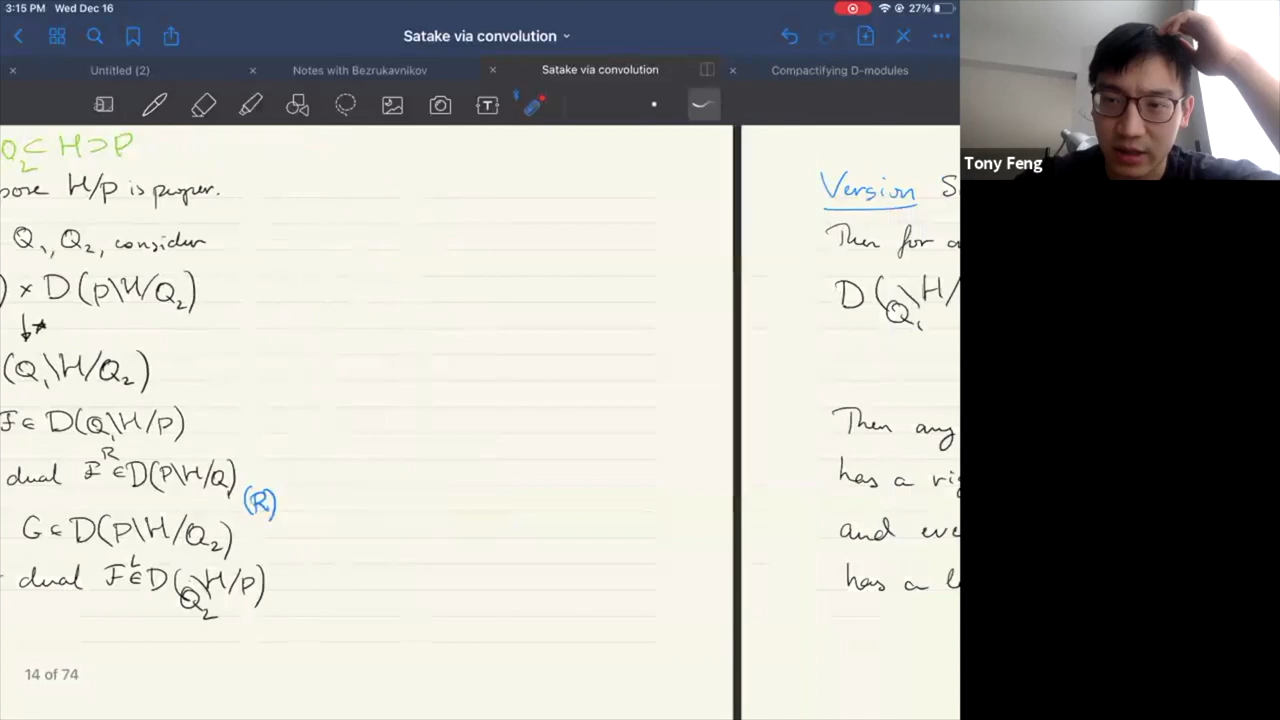 3:15 PM Wed Dec 16
27%
Satake via convolution
Untitled (2)
Notes with Bezrukavnikov
Satake via convolution
Compactifying D-modules
Tony Feng
Q₂ ⊂ H ⊃ P
pose H/P is proper.
Q₁, Q₂, consider
) × D(P\H/Q₂)
↓*
(Q₁\H/Q₂)
F ∈ D(Q₁\H/P)
dual F^R ∈ D(P\H/Q)
(R)
G ∈ D(P\H/Q₂)
dual F^L ∈ D(Q₂\H/P)
14 of 74
Version S
Then for a
D(Q₁\H/
Then any
has a rig
and eve
has a l